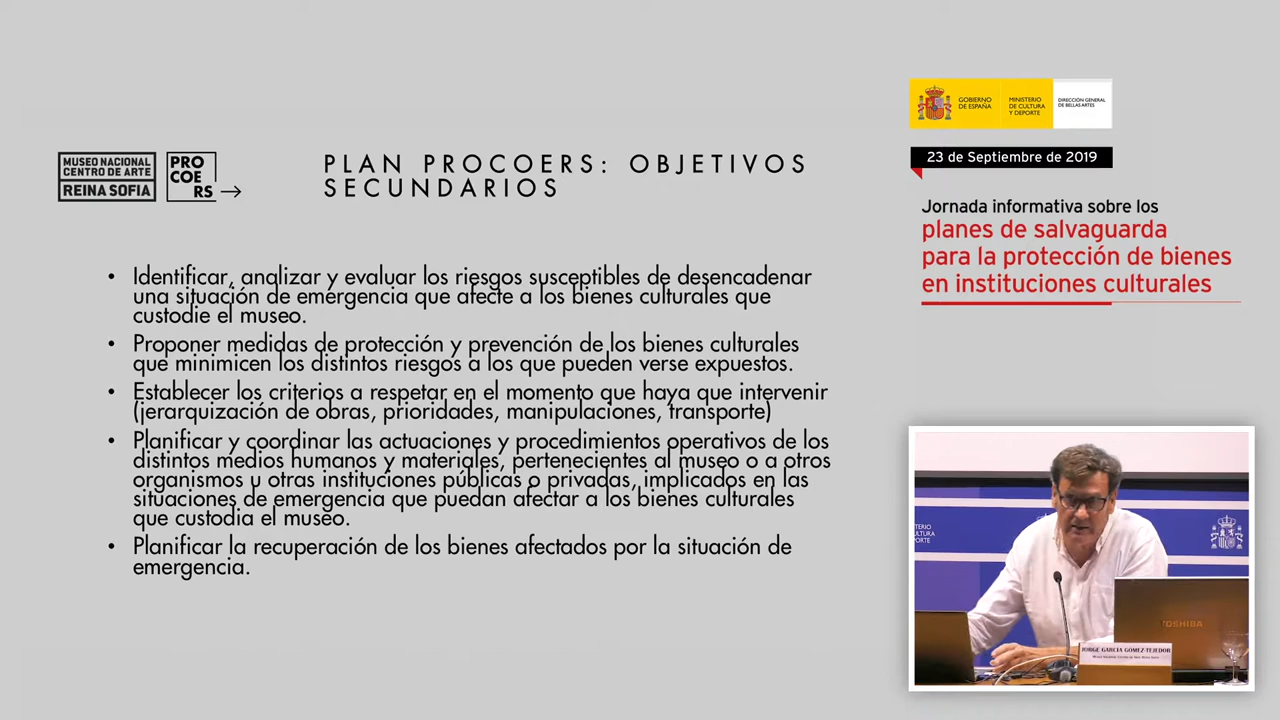 MUSEO NACIONAL
CENTRO DE ARTE
REINA SOFIA
PRO
COE
RS
PLAN PROCOERS: OBJETIVOS
SECUNDARIOS
• Identificar, analizar y evaluar los riesgos susceptibles de desencadenar
una situación de emergencia que afecte a los bienes culturales que
custodie el museo.
• Proponer medidas de protección y prevención de los bienes culturales
que minimicen los distintos riesgos a los que pueden verse expuestos.
• Establecer los criterios a respetar en el momento que haya que intervenir
(jerarquización de obras, prioridades, manipulaciones, transporte)
• Planificar y coordinar las actuaciones y procedimientos operativos de los
distintos medios humanos y materiales, pertenecientes al museo o a otros
organismos u otras instituciones públicas o privadas, implicados en las
situaciones de emergencia que puedan afectar a los bienes culturales
que custodia el museo.
• Planificar la recuperación de los bienes afectados por la situación de
emergencia.
GOBIERNO
DE ESPAÑA
MINISTERIO
DE CULTURA
Y DEPORTE
DIRECCIÓN GENERAL
DE BELLAS ARTES
23 de Septiembre de 2019
Jornada informativa sobre los
planes de salvaguarda
para la protección de bienes
en instituciones culturales
TERIO
ULTURA
PORTE
TOSHIBA
JORGE GARCÍA GÓMEZ-TEJEDOR